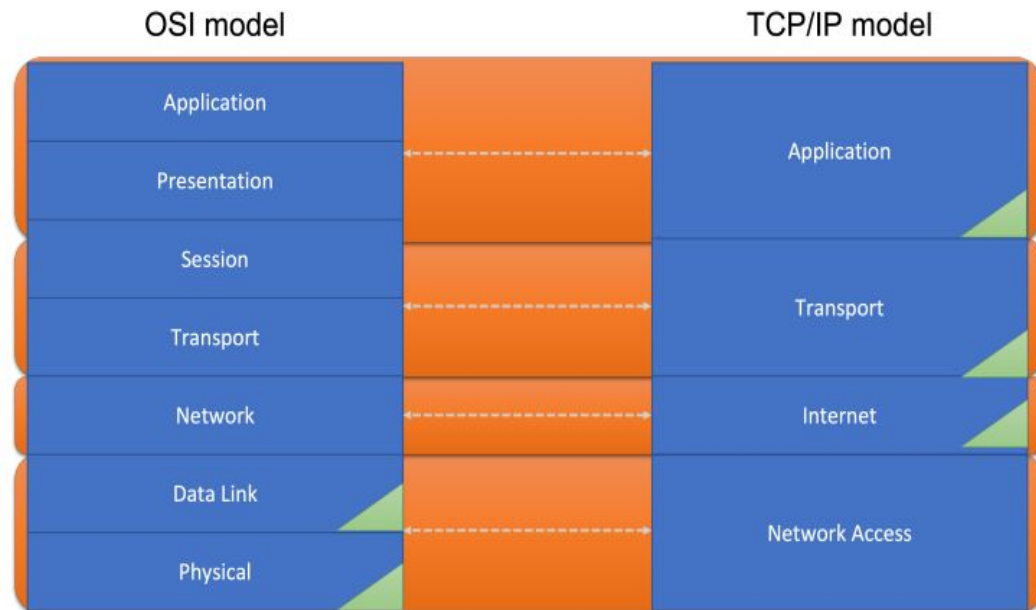 OSI model
TCP/IP model
Application
Presentation
Session
Transport
Network
Data Link
Physical
Application
Transport
Internet
Network Access